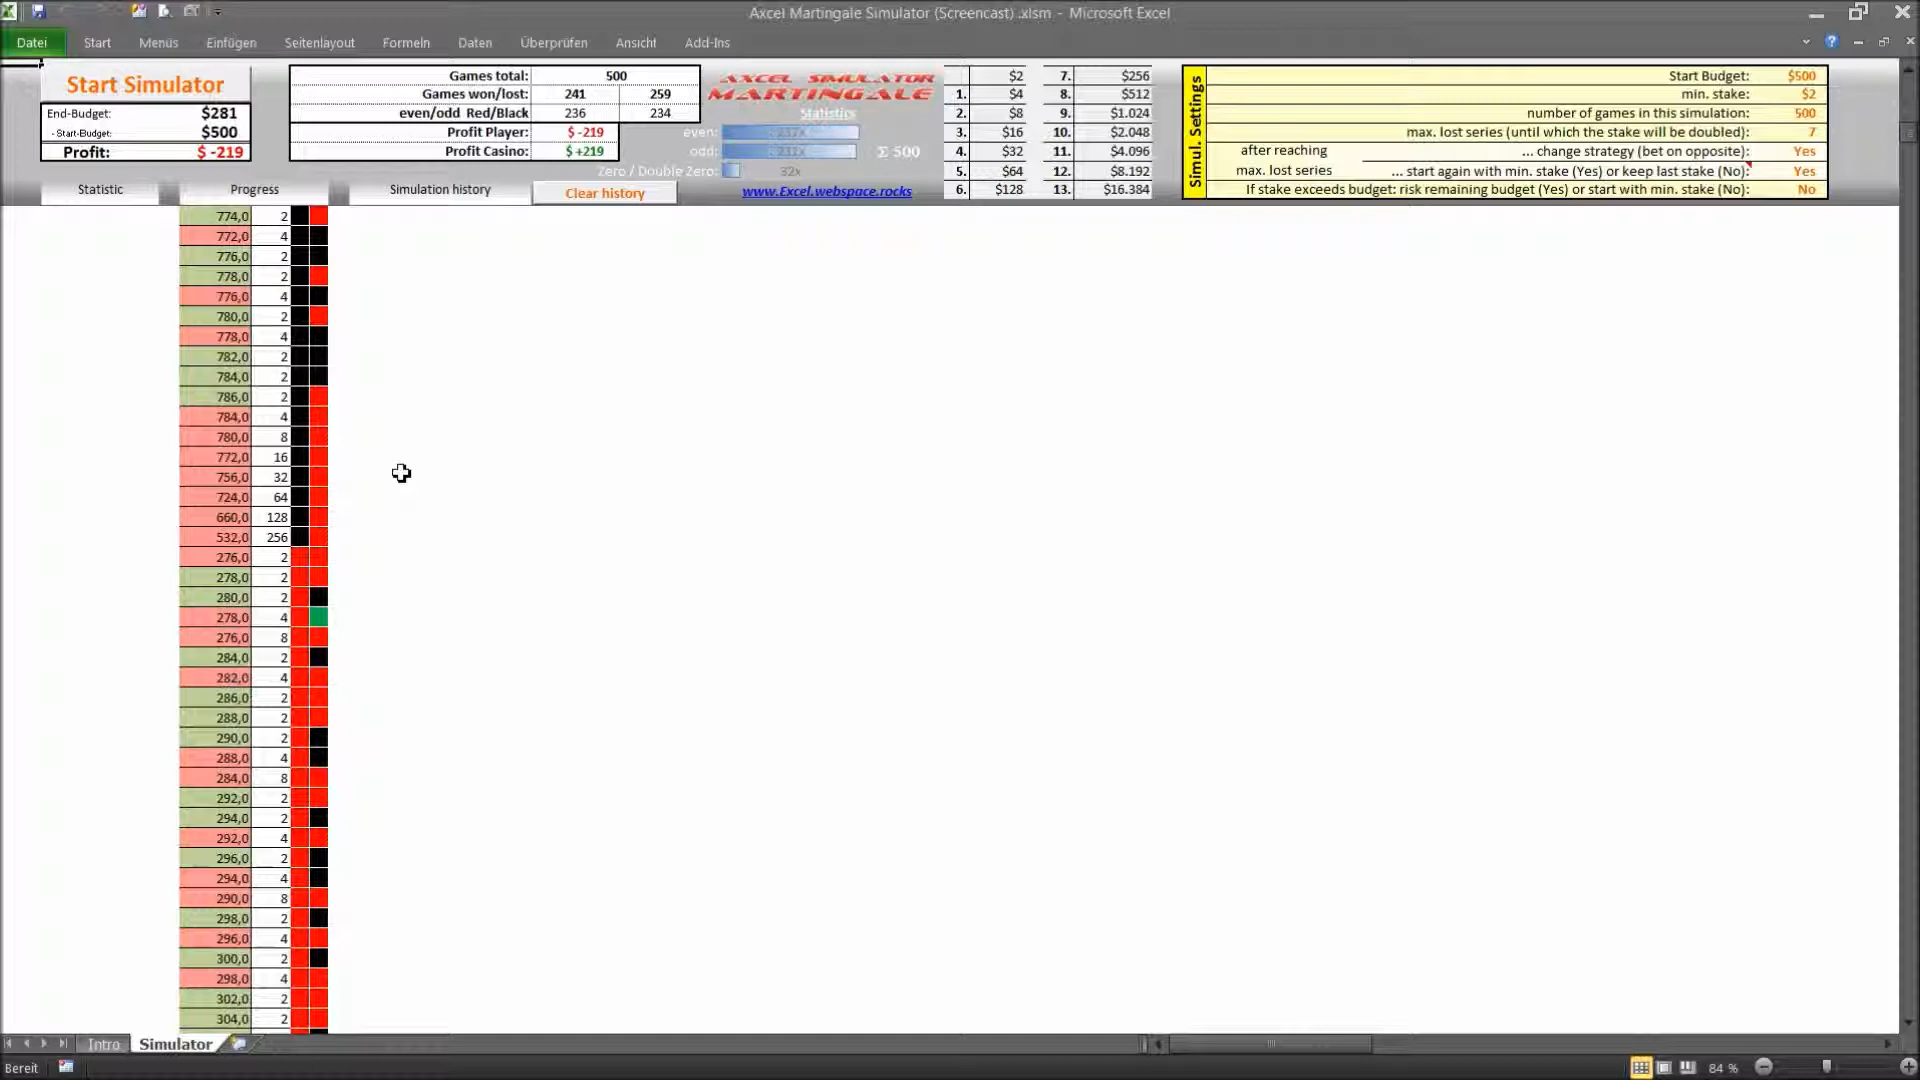 Axcel Martingale Simulator (Screencast) .xlsm - Microsoft Excel
Datei Start Menüs Einfügen Seitenlayout Formeln Daten Überprüfen Ansicht Add-Ins
Start Simulator
End-Budget: $281
- Start-Budget: $500
Profit: $ -219
Games total: 500
Games won/lost: 241 259
even/odd Red/Black 236 234
Profit Player: $ -219
Profit Casino: $ +219
AXCEL SIMULATOR
MARTINGALE
Statistics
even:
odd: Σ 500
Zero / Double Zero: 32x
www.Excel.webspace.rocks
$2 7. $256
1. $4 8. $512
2. $8 9. $1.024
3. $16 10. $2.048
4. $32 11. $4.096
5. $64 12. $8.192
6. $128 13. $16.384
Simul. Settings
Start Budget: $500
min. stake: $2
number of games in this simulation: 500
max. lost series (until which the stake will be doubled): 7
after reaching ... change strategy (bet on opposite): Yes
max. lost series ... start again with min. stake (Yes) or keep last stake (No): Yes
If stake exceeds budget: risk remaining budget (Yes) or start with min. stake (No): No
Statistic Progress Simulation history Clear history
774,0 2
772,0 4
776,0 2
778,0 2
776,0 4
780,0 2
778,0 4
782,0 2
784,0 2
786,0 2
784,0 4
780,0 8
772,0 16
756,0 32
724,0 64
660,0 128
532,0 256
276,0 2
278,0 2
280,0 2
278,0 4
276,0 8
284,0 2
282,0 4
286,0 2
288,0 2
290,0 2
288,0 4
284,0 8
292,0 2
294,0 2
292,0 4
296,0 2
294,0 4
290,0 8
298,0 2
296,0 4
300,0 2
298,0 4
302,0 2
304,0 2
Intro Simulator
Bereit 84 %